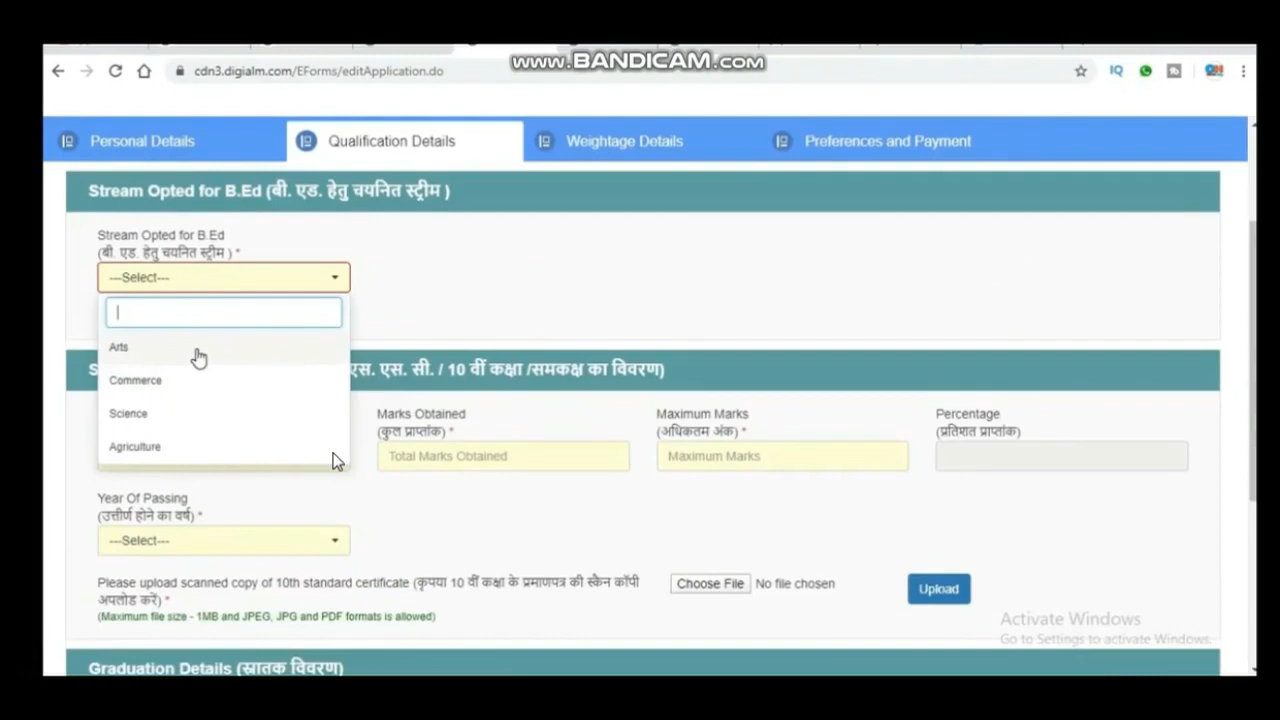 www.BANDICAM.com
cdn3.digialm.com/EForms/editApplication.do
Personal Details
Qualification Details
Weightage Details
Preferences and Payment
Stream Opted for B.Ed (बी. एड. हेतु चयनित स्ट्रीम )
Stream Opted for B.Ed
(बी. एड. हेतु चयनित स्ट्रीम ) *
---Select---
Arts
Commerce
Science
Agriculture
एस. एस. सी. / 10 वीं कक्षा /समकक्ष का विवरण)
Marks Obtained
(कुल प्राप्तांक) *
Total Marks Obtained
Maximum Marks
(अधिकतम अंक) *
Maximum Marks
Percentage
(प्रतिशत प्राप्तांक)
Year Of Passing
(उत्तीर्ण होने का वर्ष) *
---Select---
Please upload scanned copy of 10th standard certificate (कृपया 10 वीं कक्षा के प्रमाणपत्र की स्कैन कॉपी
अपलोड करें) *
(Maximum file size - 1MB and JPEG, JPG and PDF formats is allowed)
Choose File No file chosen
Upload
Activate Windows
Go to Settings to activate Windows.
Graduation Details (स्नातक विवरण)